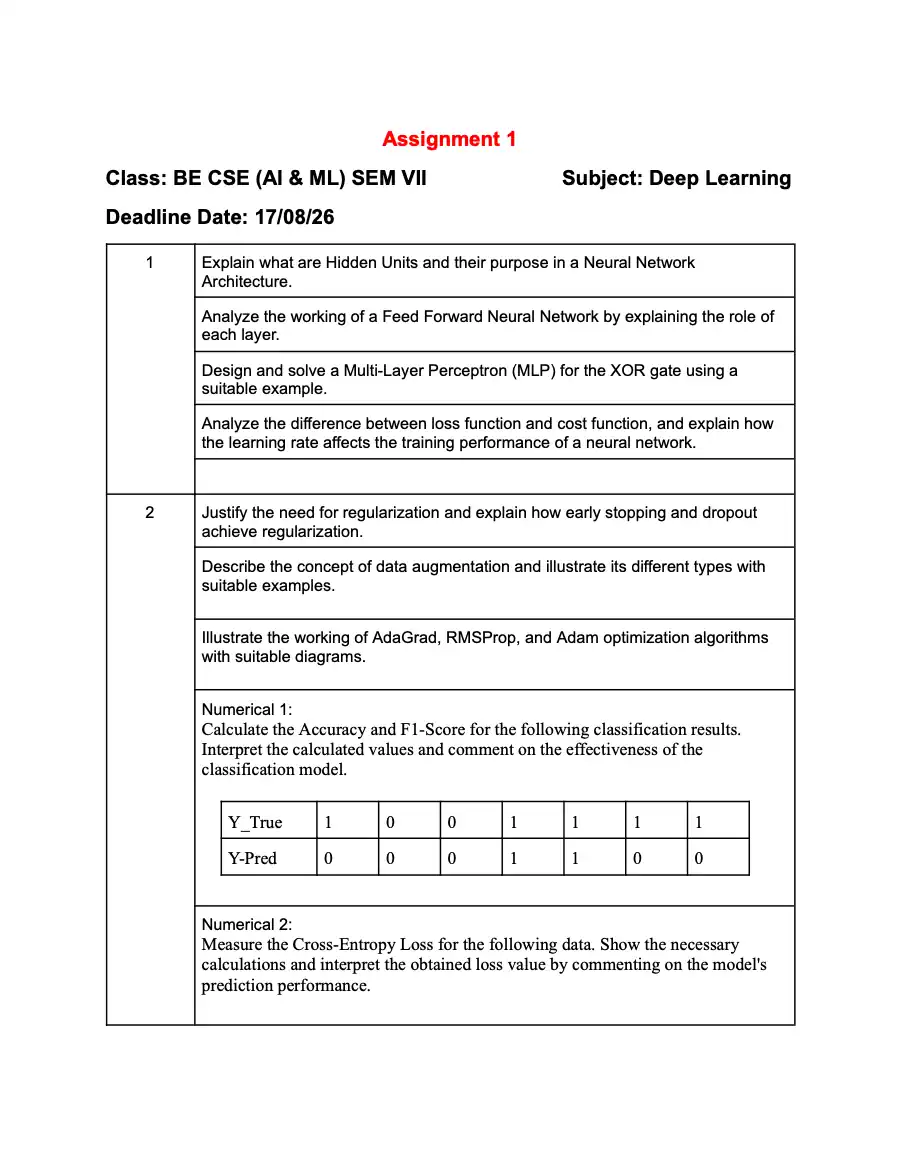 Assignment 1
Class: BE CSE (AI & ML) SEM VII Subject: Deep Learning
Deadline Date: 17/08/26
1 Explain what are Hidden Units and their purpose in a Neural Network
Architecture.
Analyze the working of a Feed Forward Neural Network by explaining the role of
each layer.
Design and solve a Multi-Layer Perceptron (MLP) for the XOR gate using a
suitable example.
Analyze the difference between loss function and cost function, and explain how
the learning rate affects the training performance of a neural network.
2 Justify the need for regularization and explain how early stopping and dropout
achieve regularization.
Describe the concept of data augmentation and illustrate its different types with
suitable examples.
Illustrate the working of AdaGrad, RMSProp, and Adam optimization algorithms
with suitable diagrams.
Numerical 1:
Calculate the Accuracy and F1-Score for the following classification results.
Interpret the calculated values and comment on the effectiveness of the
classification model.
Y_True 1 0 0 1 1 1 1
Y-Pred 0 0 0 1 1 0 0
Numerical 2:
Measure the Cross-Entropy Loss for the following data. Show the necessary
calculations and interpret the obtained loss value by commenting on the model's
prediction performance.